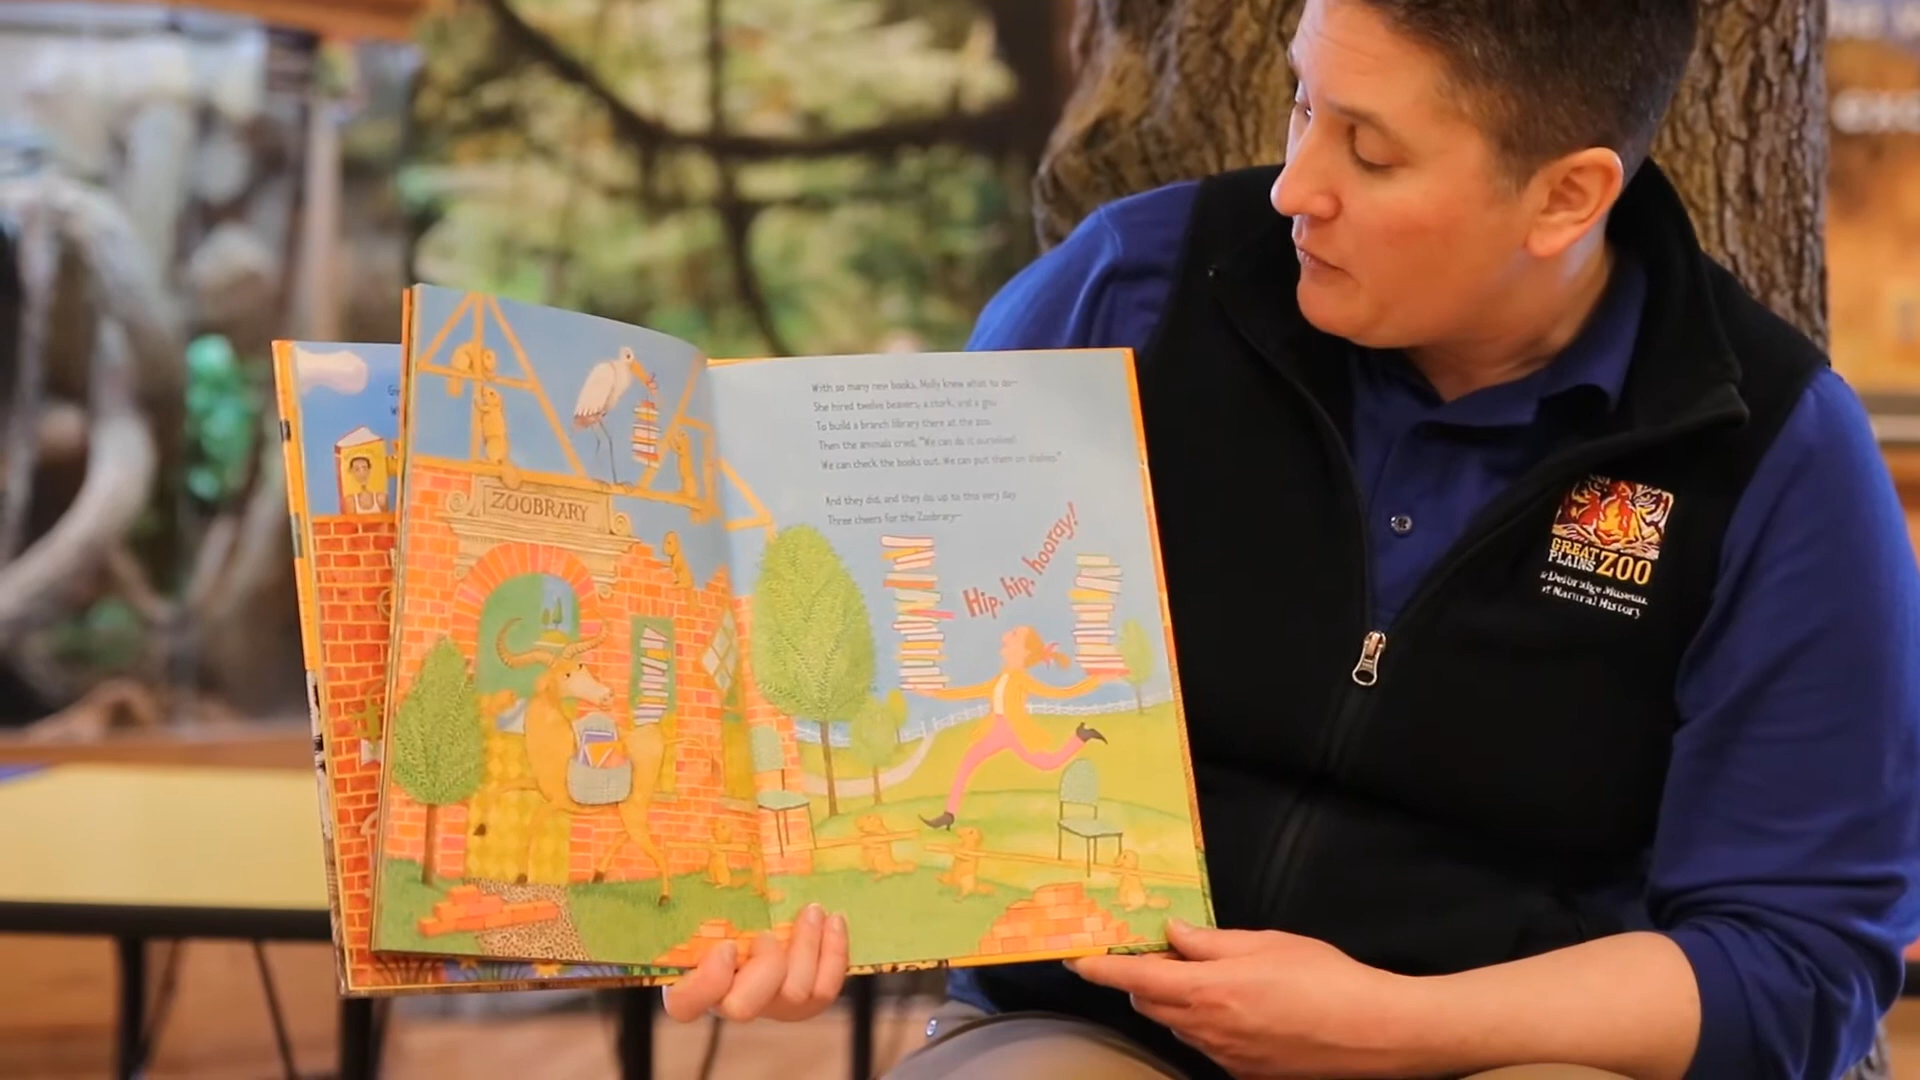 ZOOBRARY
With so many new books, Molly knew what to do—
She hired twelve beavers, a stork, and a gnu
To build a branch library there at the zoo.
Then the animals cried, "We can do it ourselves!
We can check the books out. We can put them on shelves."
And they did, and they do, up to this very day.
Three cheers for the Zoobrary—
Hip, hip, hooray!
GREAT
PLAINS ZOO
& Delbridge Museum
of Natural History